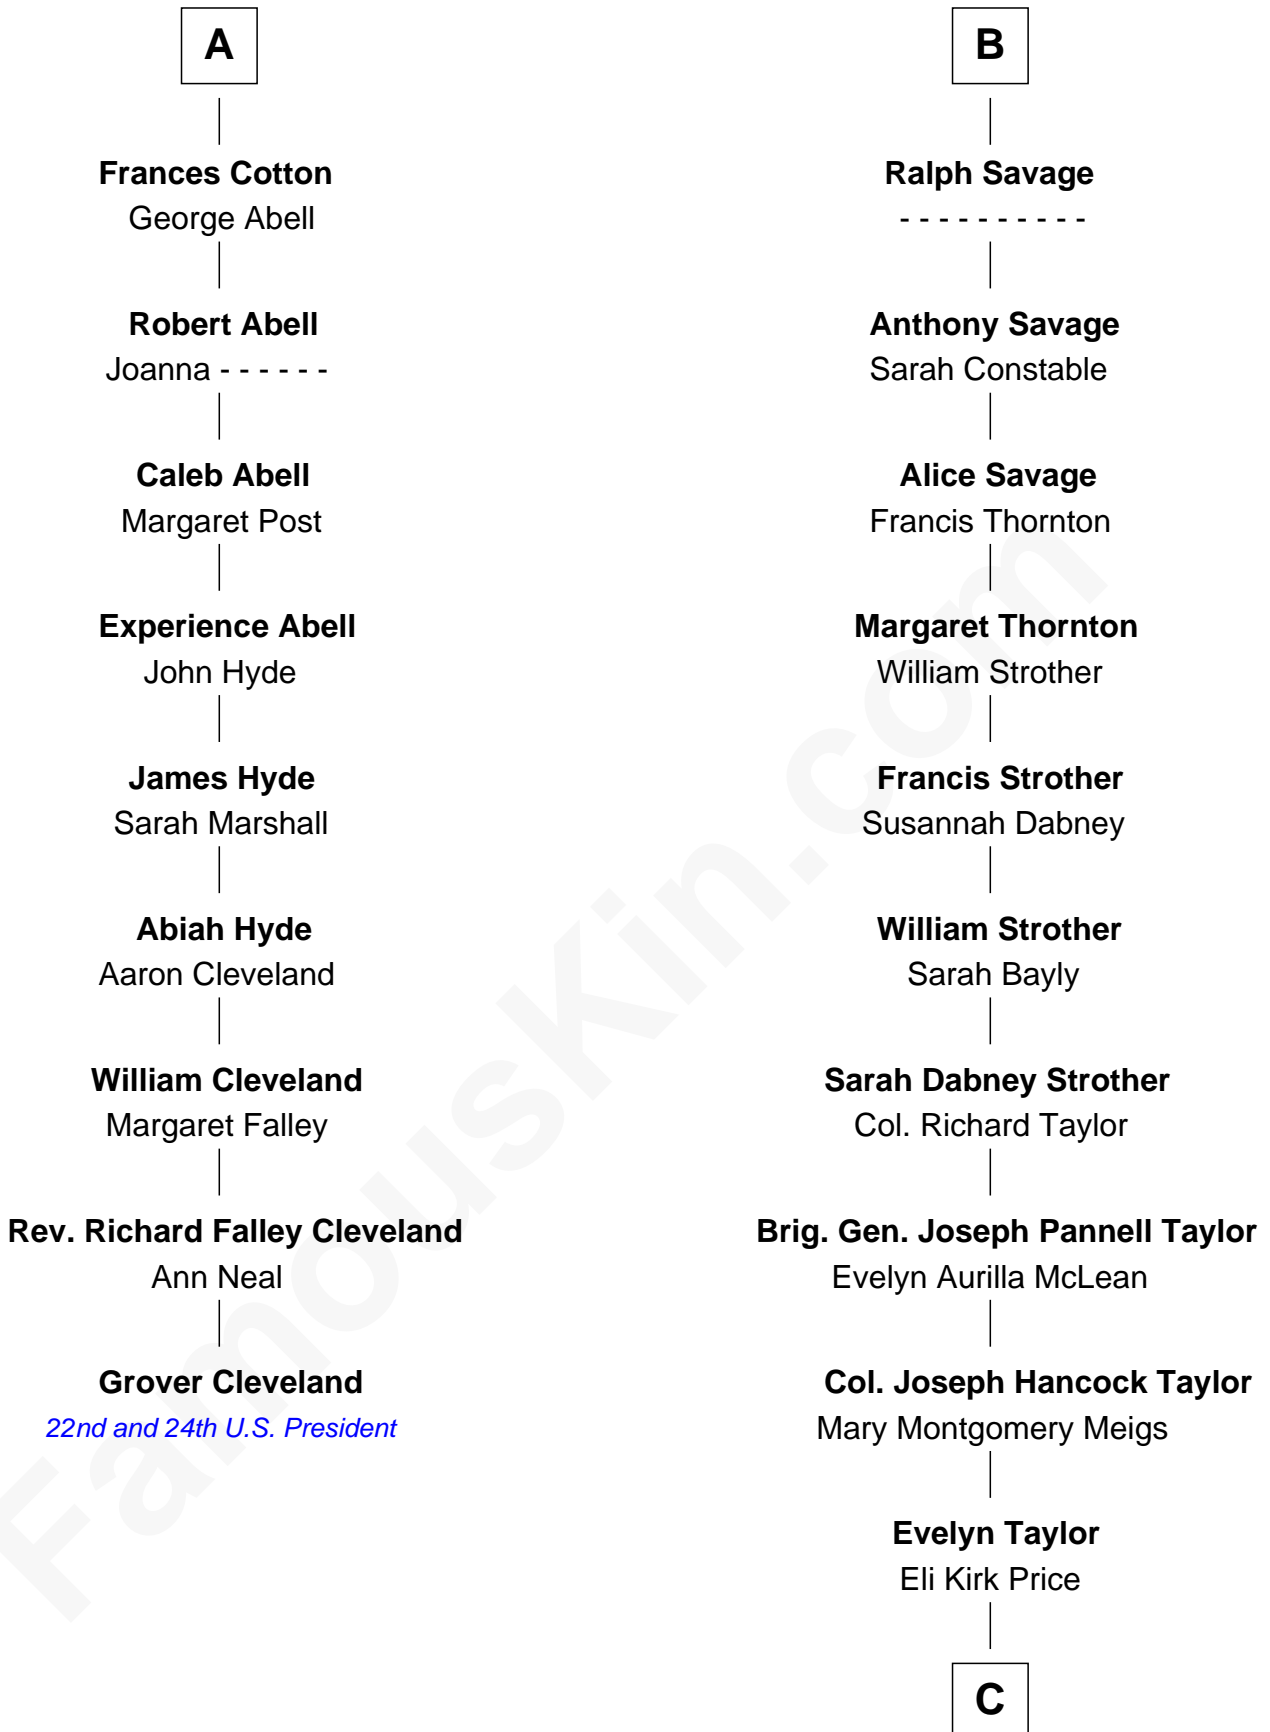 A
Frances Cotton
George Abell
Robert Abell
Joanna - - - - - -
Caleb Abell
Margaret Post
Experience Abell
John Hyde
James Hyde
Sarah Marshall
Abiah Hyde
Aaron Cleveland
William Cleveland
Margaret Falley
Rev. Richard Falley Cleveland
Ann Neal
Grover Cleveland
22nd and 24th U.S. President
B
Ralph Savage
- - - - - - - - - -
Anthony Savage
Sarah Constable
Alice Savage
Francis Thornton
Margaret Thornton
William Strother
Francis Strother
Susannah Dabney
William Strother
Sarah Bayly
Sarah Dabney Strother
Col. Richard Taylor
Brig. Gen. Joseph Pannell Taylor
Evelyn Aurilla McLean
Col. Joseph Hancock Taylor
Mary Montgomery Meigs
Evelyn Taylor
Eli Kirk Price
C
FamousKin.com